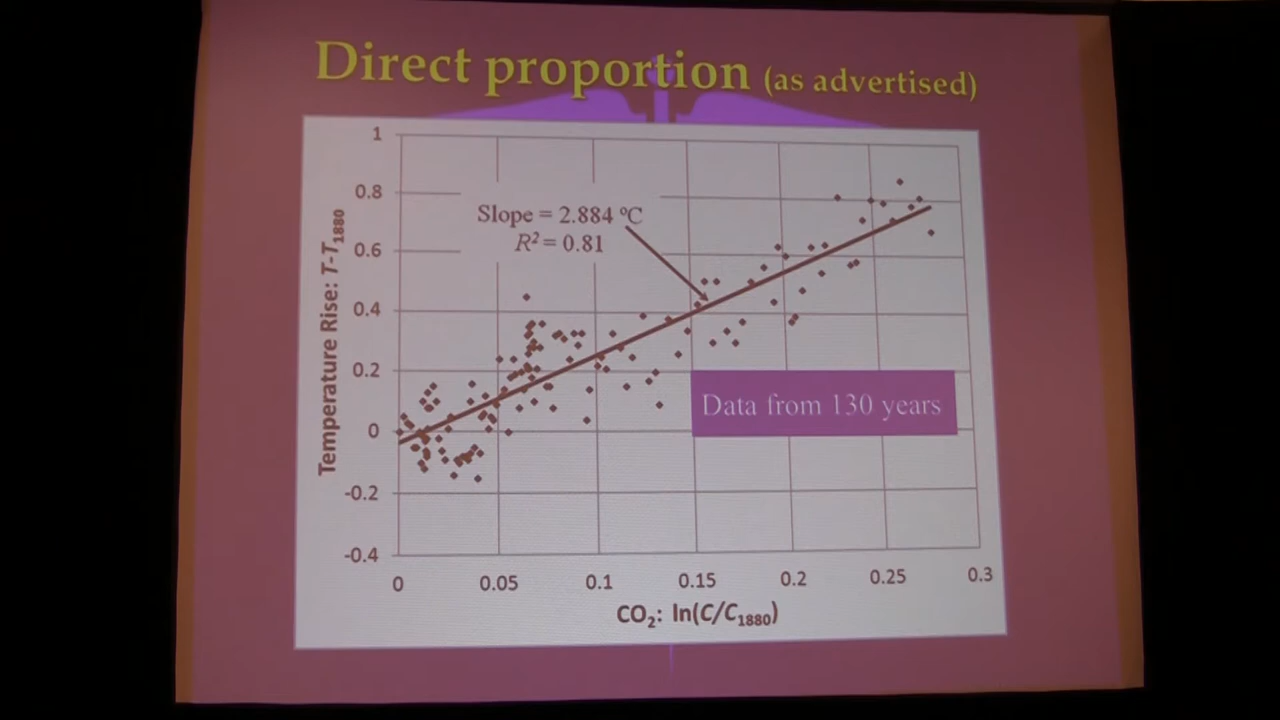 Direct proportion (as advertised)
1
0.8
0.6
0.4
0.2
0
-0.2
-0.4
Temperature Rise: T-T1880
Slope = 2.884 ºC
R² = 0.81
Data from 130 years
0 0.05 0.1 0.15 0.2 0.25 0.3
CO₂: ln(C/C1880)